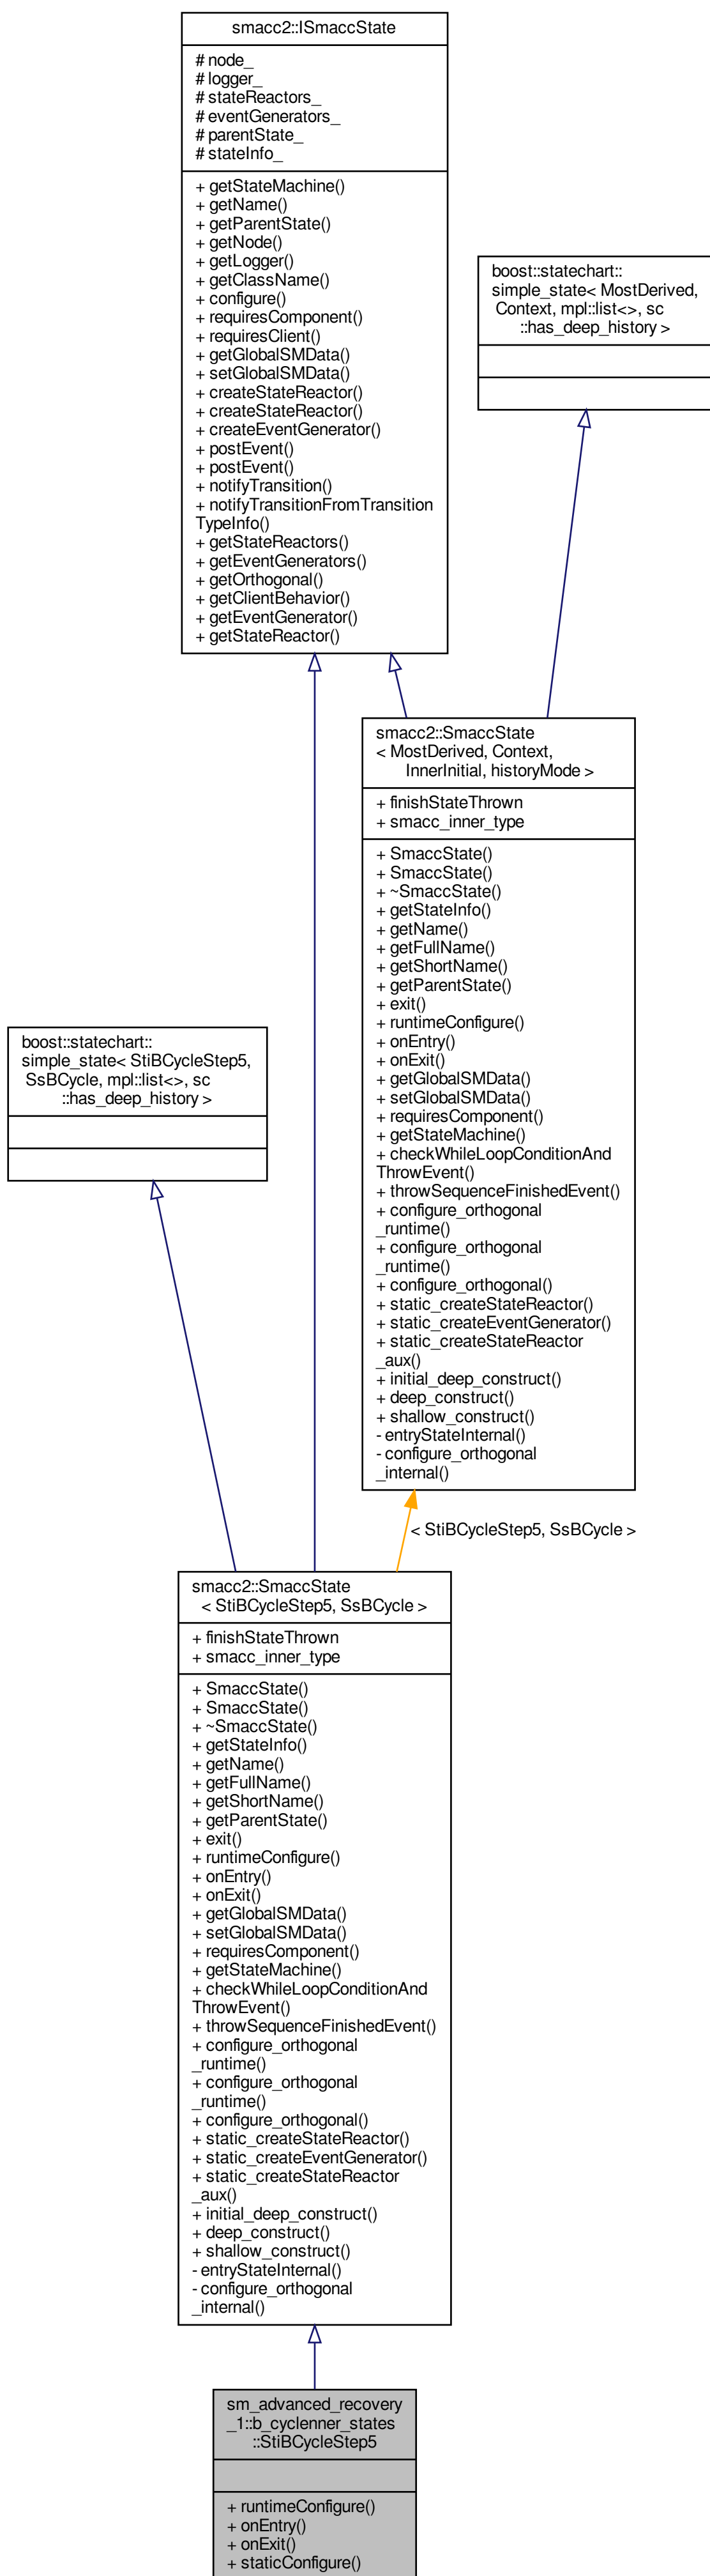 smacc2::ISmaccState
# node_
# logger_
# stateReactors_
# eventGenerators_
# parentState_
# stateInfo_
+ getStateMachine()
+ getName()
+ getParentState()
+ getNode()
+ getLogger()
+ getClassName()
+ configure()
+ requiresComponent()
+ requiresClient()
+ getGlobalSMData()
+ setGlobalSMData()
+ createStateReactor()
+ createStateReactor()
+ createEventGenerator()
+ postEvent()
+ postEvent()
+ notifyTransition()
+ notifyTransitionFromTransition
TypeInfo()
+ getStateReactors()
+ getEventGenerators()
+ getOrthogonal()
+ getClientBehavior()
+ getEventGenerator()
+ getStateReactor()
boost::statechart::
simple_state< MostDerived,
Context, mpl::list<>, sc
::has_deep_history >
smacc2::SmaccState
< MostDerived, Context,
InnerInitial, historyMode >
+ finishStateThrown
+ smacc_inner_type
+ SmaccState()
+ SmaccState()
+ ~SmaccState()
+ getStateInfo()
+ getName()
+ getFullName()
+ getShortName()
+ getParentState()
+ exit()
+ runtimeConfigure()
+ onEntry()
+ onExit()
+ getGlobalSMData()
+ setGlobalSMData()
+ requiresComponent()
+ getStateMachine()
+ checkWhileLoopConditionAnd
ThrowEvent()
+ throwSequenceFinishedEvent()
+ configure_orthogonal
_runtime()
+ configure_orthogonal
_runtime()
+ configure_orthogonal()
+ static_createStateReactor()
+ static_createEventGenerator()
+ static_createStateReactor
_aux()
+ initial_deep_construct()
+ deep_construct()
+ shallow_construct()
- entryStateInternal()
- configure_orthogonal
_internal()
boost::statechart::
simple_state< StiBCycleStep5,
SsBCycle, mpl::list<>, sc
::has_deep_history >
< StiBCycleStep5, SsBCycle >
smacc2::SmaccState
< StiBCycleStep5, SsBCycle >
+ finishStateThrown
+ smacc_inner_type
+ SmaccState()
+ SmaccState()
+ ~SmaccState()
+ getStateInfo()
+ getName()
+ getFullName()
+ getShortName()
+ getParentState()
+ exit()
+ runtimeConfigure()
+ onEntry()
+ onExit()
+ getGlobalSMData()
+ setGlobalSMData()
+ requiresComponent()
+ getStateMachine()
+ checkWhileLoopConditionAnd
ThrowEvent()
+ throwSequenceFinishedEvent()
+ configure_orthogonal
_runtime()
+ configure_orthogonal
_runtime()
+ configure_orthogonal()
+ static_createStateReactor()
+ static_createEventGenerator()
+ static_createStateReactor
_aux()
+ initial_deep_construct()
+ deep_construct()
+ shallow_construct()
- entryStateInternal()
- configure_orthogonal
_internal()
sm_advanced_recovery
_1::b_cyclenner_states
::StiBCycleStep5
+ runtimeConfigure()
+ onEntry()
+ onExit()
+ staticConfigure()